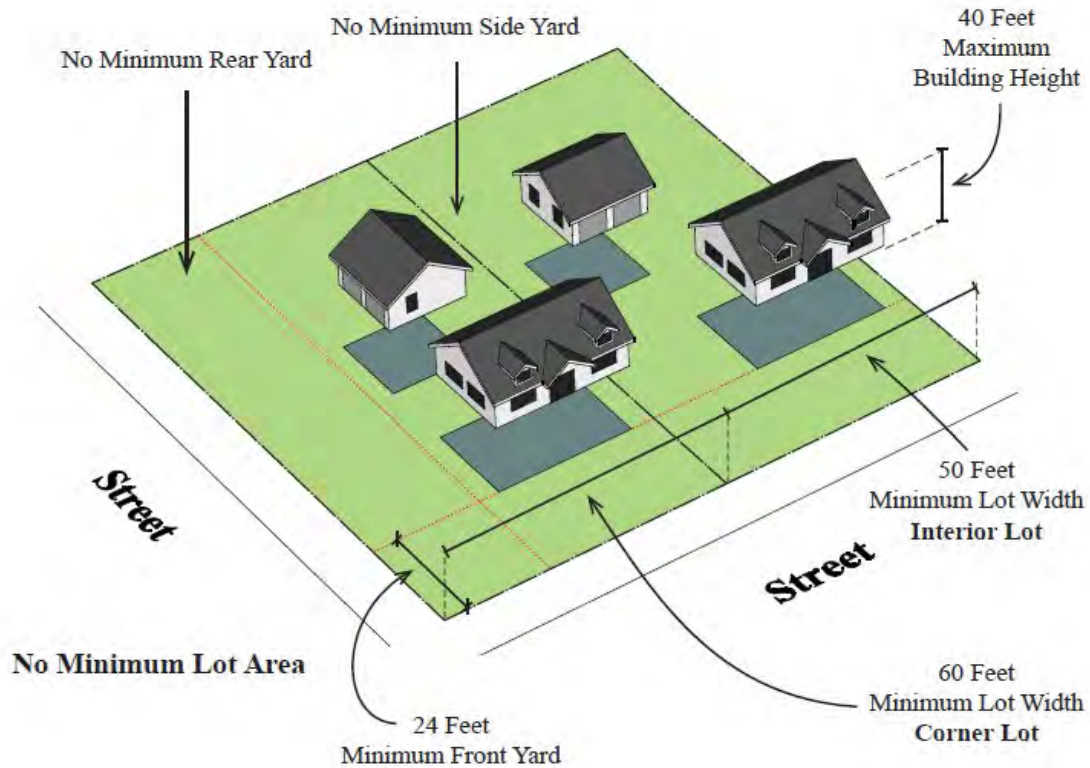 No Minimum Side Yard
No Minimum Rear Yard
40 Feet
Maximum
Building Height
50 Feet
Minimum Lot Width
Interior Lot
Street
Street
No Minimum Lot Area
60 Feet
Minimum Lot Width
Corner Lot
24 Feet
Minimum Front Yard